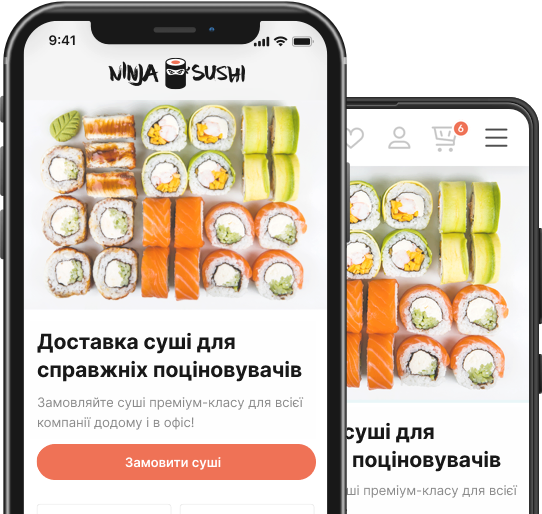 9:41
NINJA SUSHI
6
Доставка суші для
справжніх поціновувачів
Замовляйте суші преміум-класу для всієї
компанії додому і в офіс!
Замовити суші
суші для
поціновувачів
преміум-класу для всієї